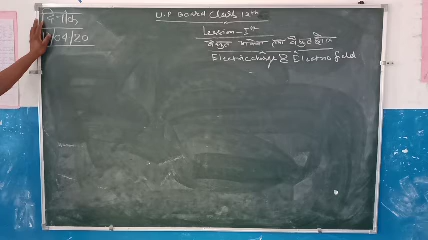 दिनांक
U.P Board Class 12th
/04/20
Lesson - 1st
वैद्युत आवेश तथा वैद्युत क्षेत्र
Electric charge & Electric field